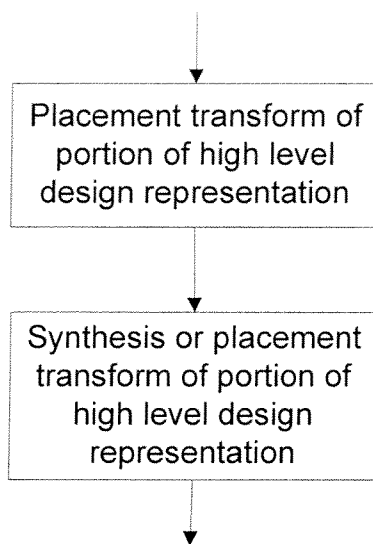 Placement transform of
portion of high level
design representation
Synthesis or placement
transform of portion of
high level design
representation